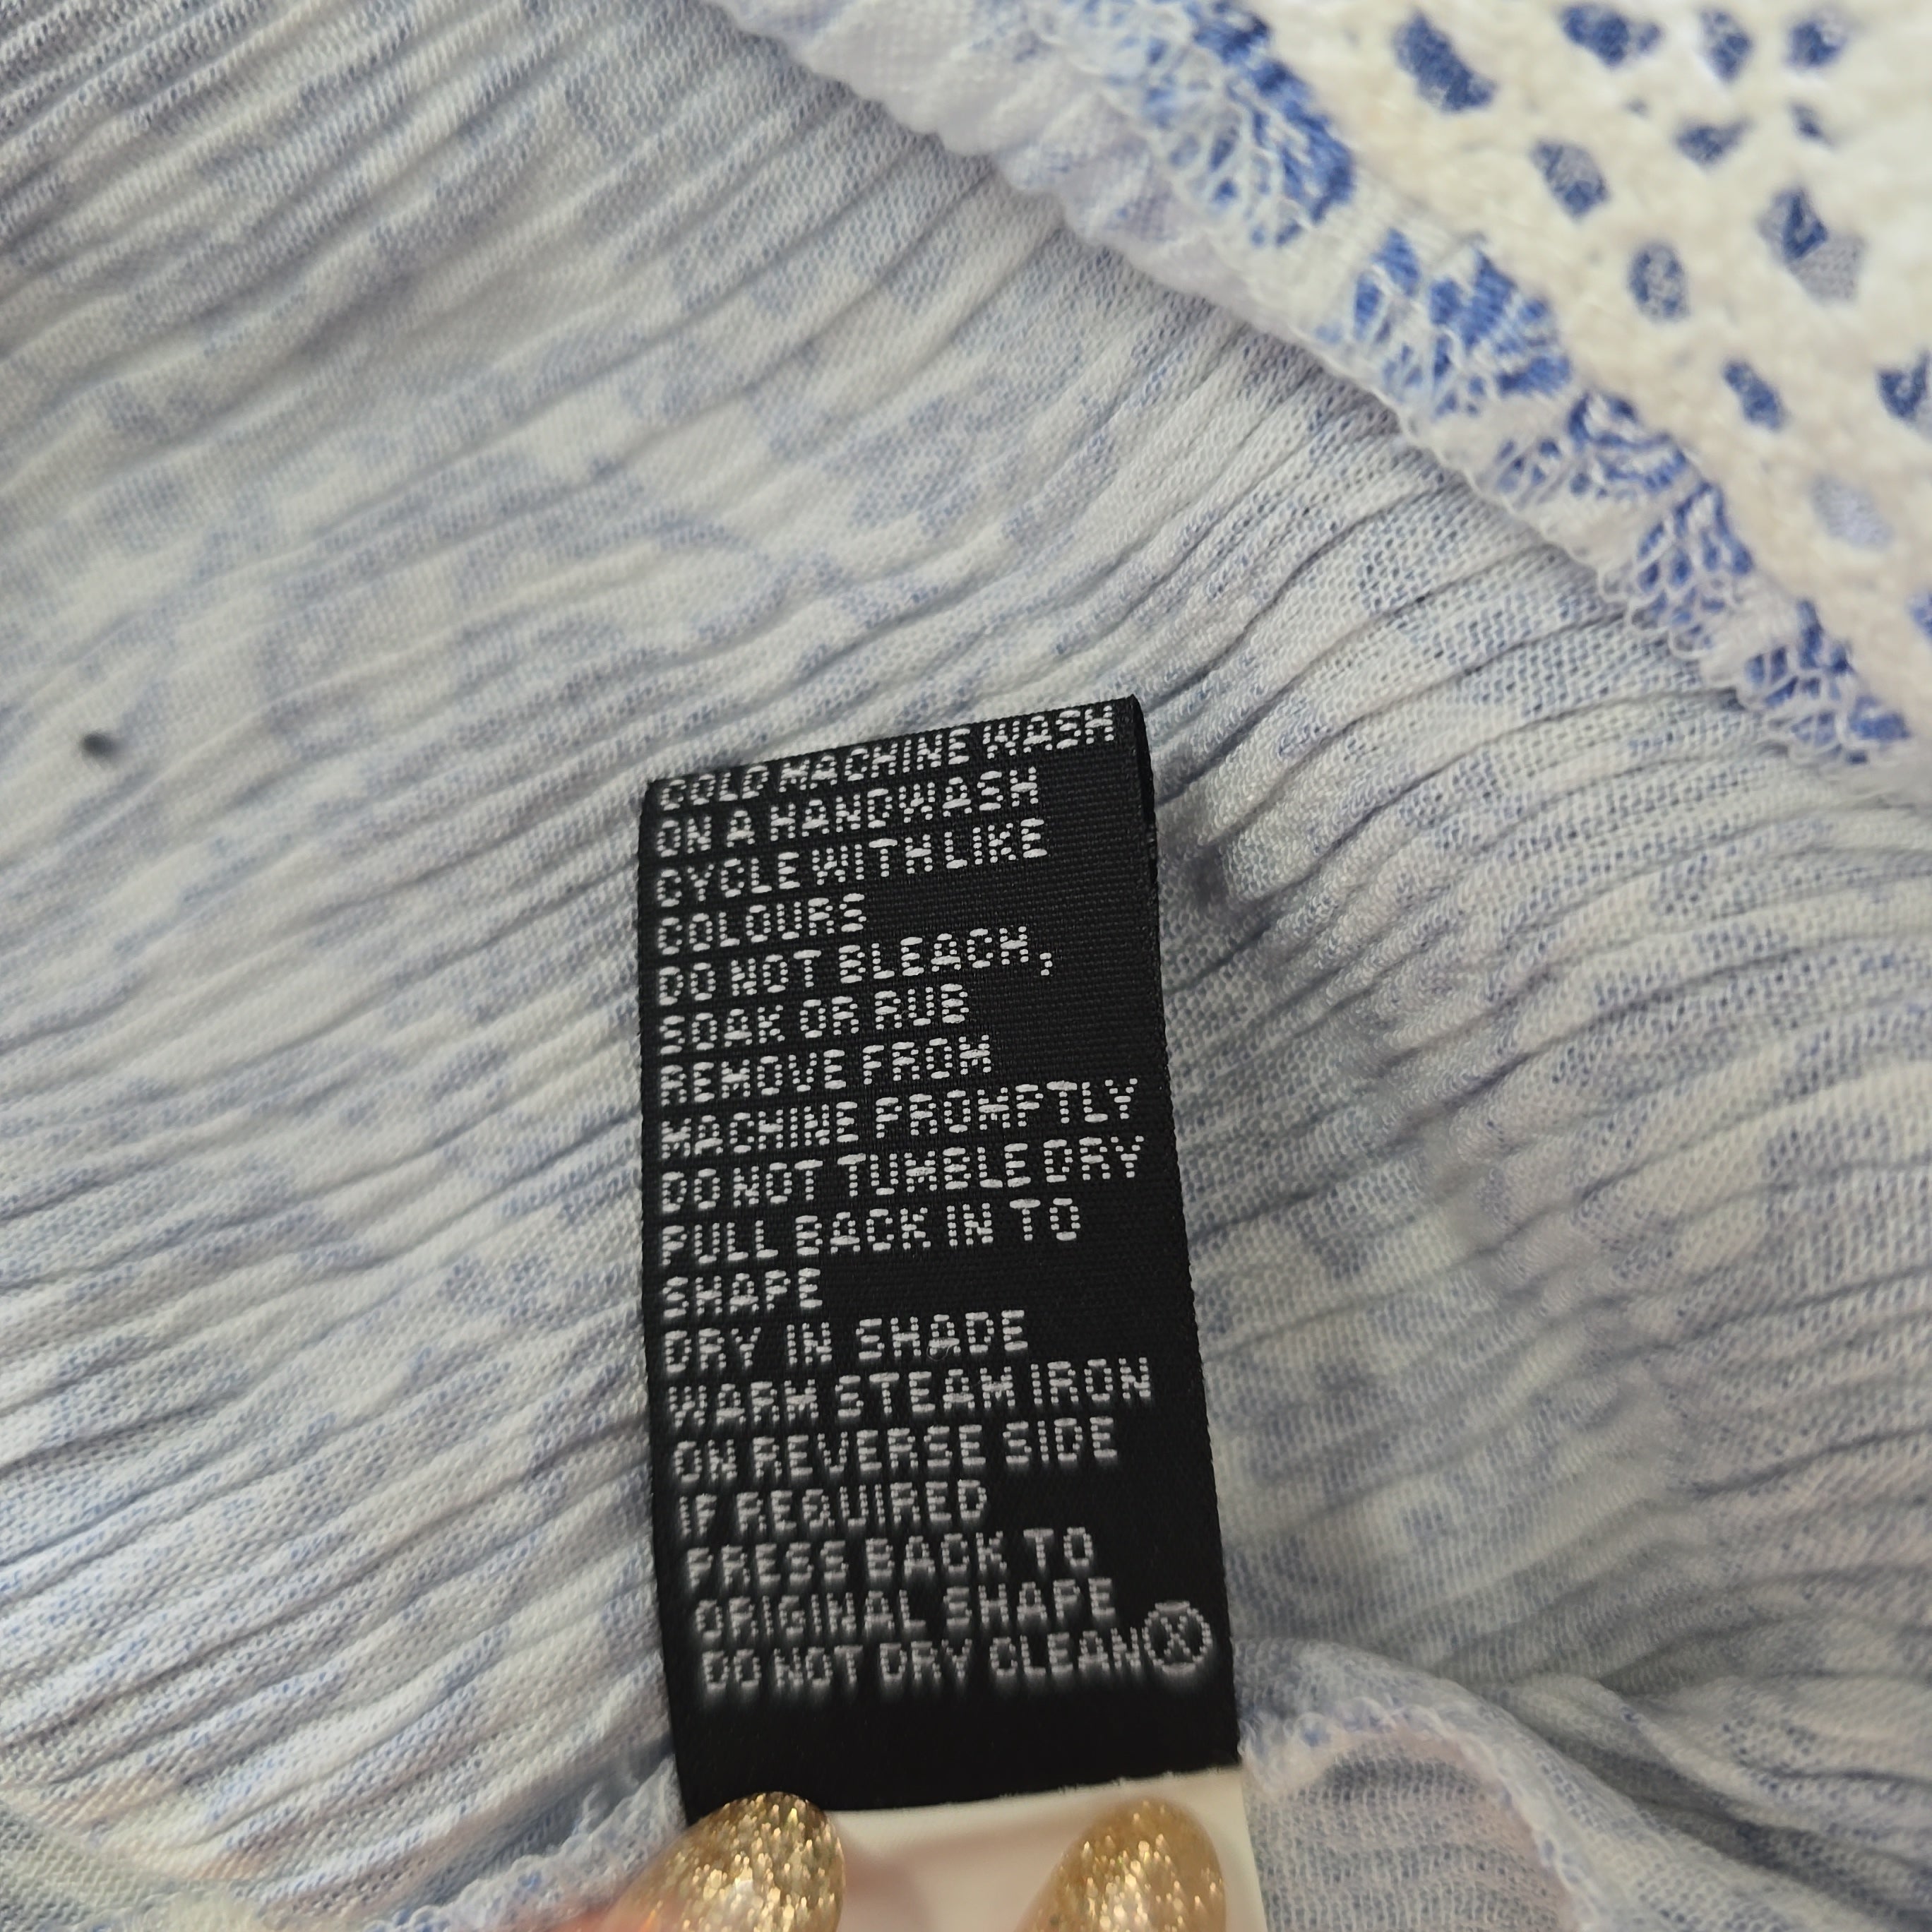 COLD MACHINE WASH
ON A HANDWASH
CYCLE WITH LIKE
COLOURS
DO NOT BLEACH,
SOAK OR RUB
REMOVE FROM
MACHINE PROMPTLY
DO NOT TUMBLE DRY
PULL BACK IN TO
SHAPE
DRY IN SHADE
WARM STEAM IRON
ON REVERSE SIDE
IF REQUIRED
PRESS BACK TO
ORIGINAL SHAPE
DO NOT DRY CLEAN Ⓧ